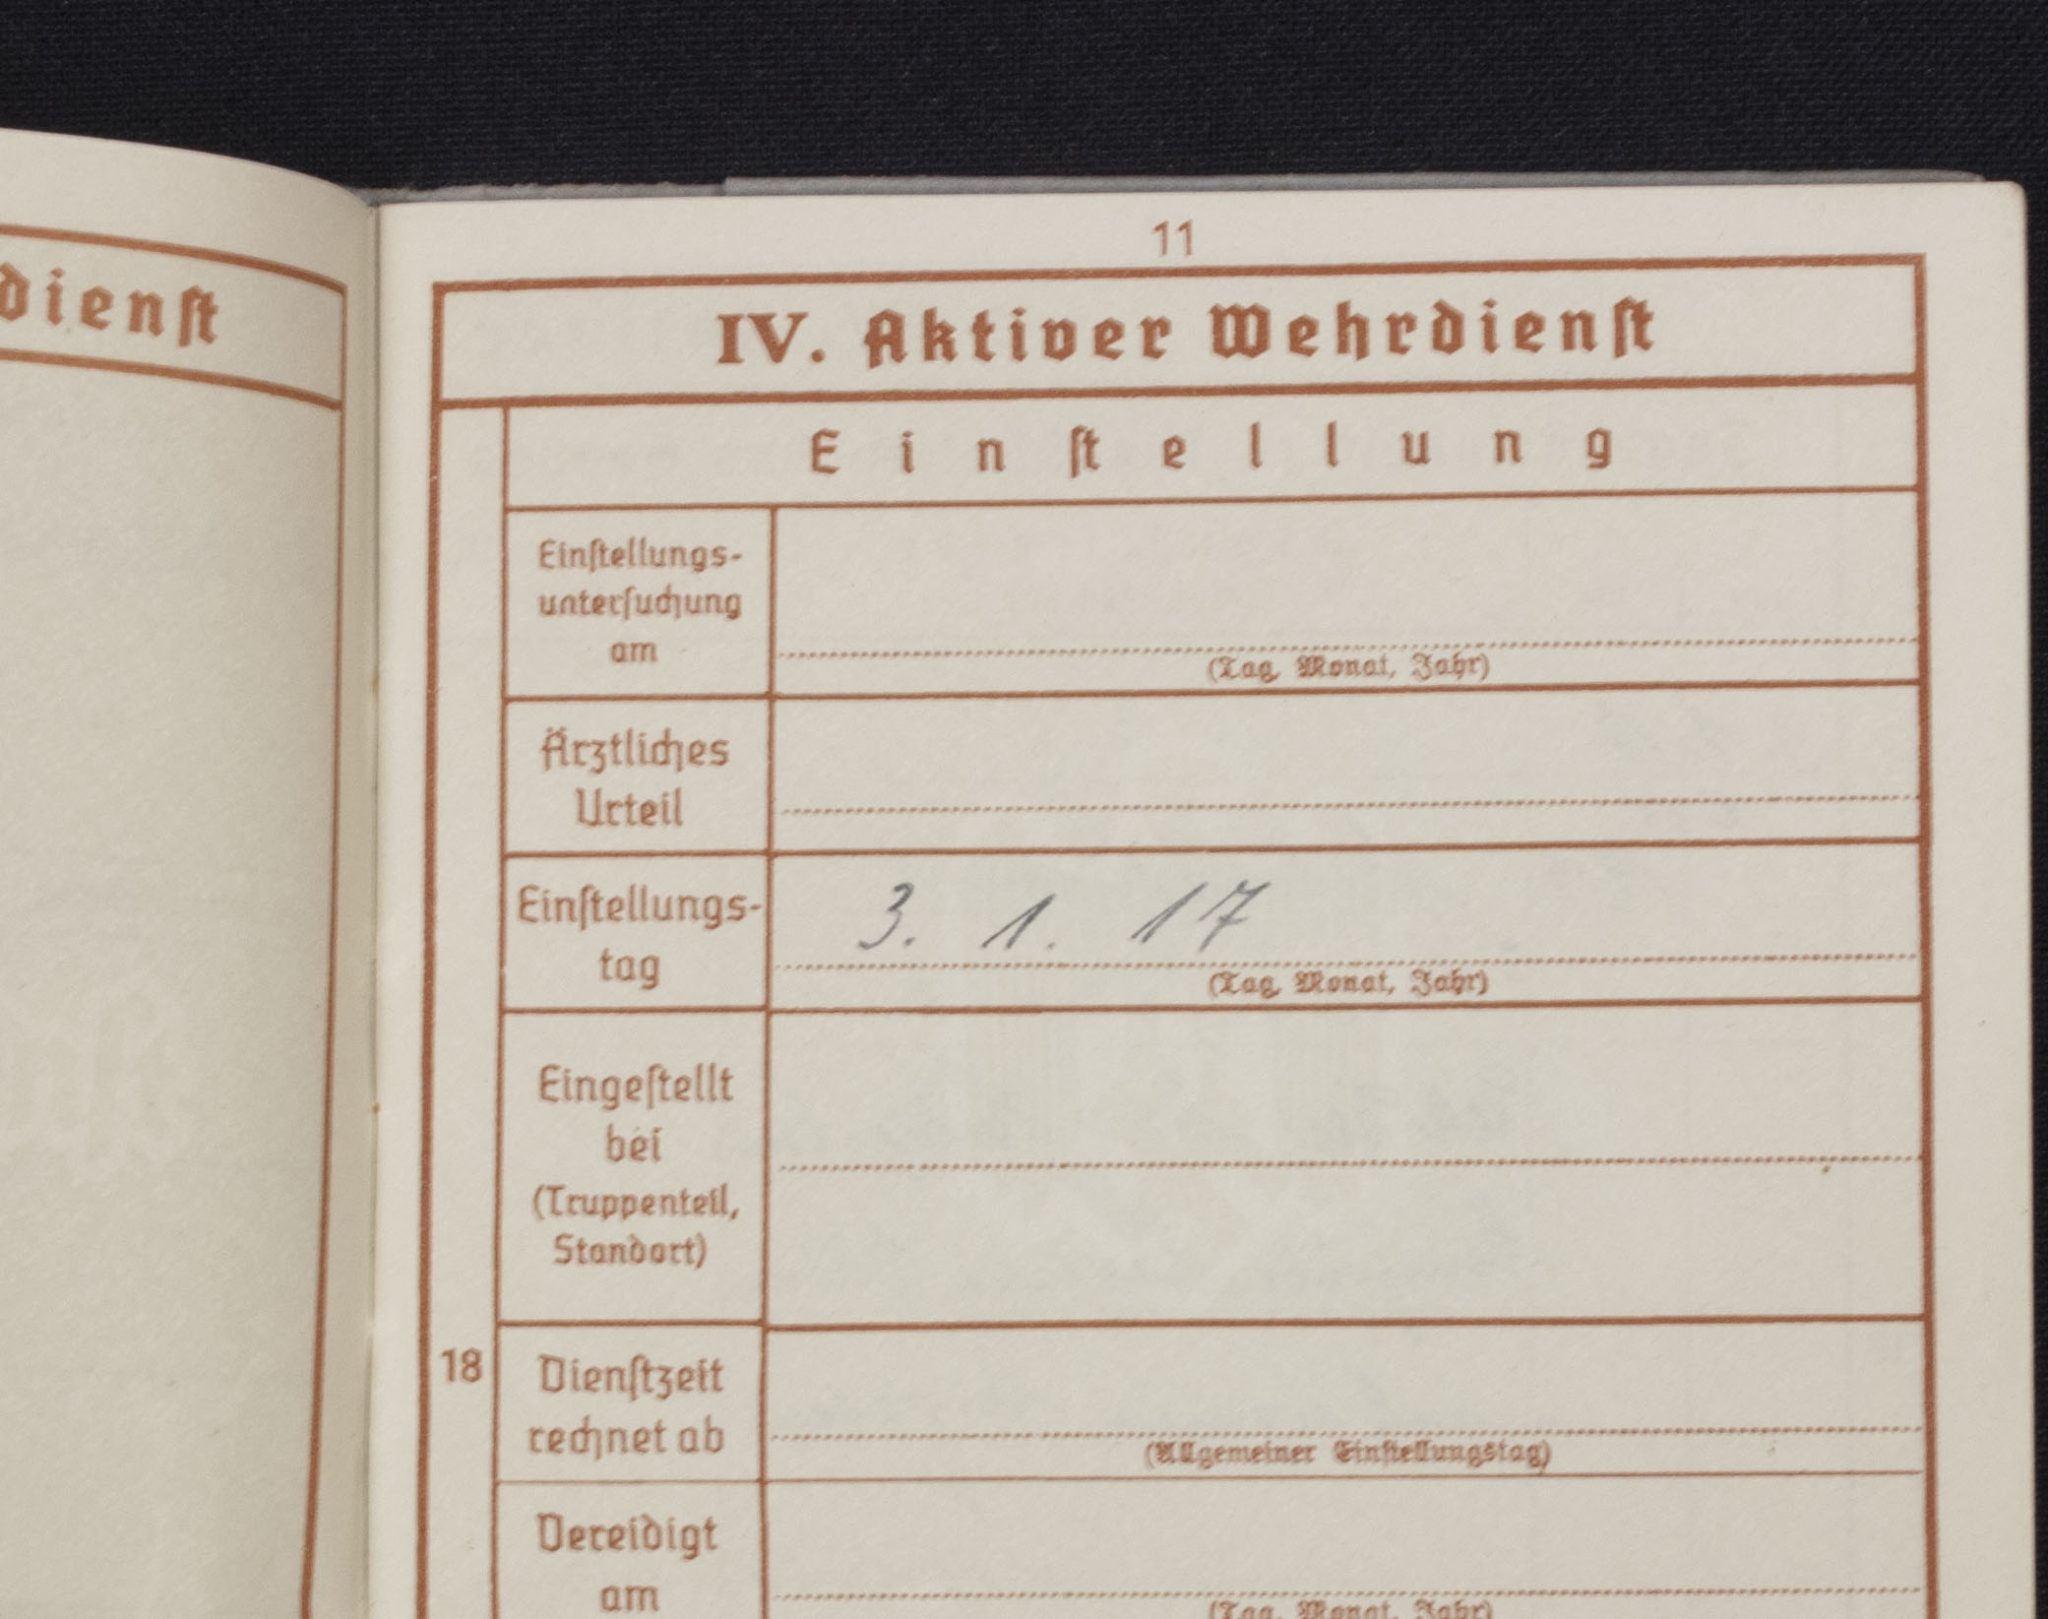 dienst
11
IV. Aktiver Wehrdienst
Einstellung
Einstellungs-
untersuchung
am
(Tag, Monat, Jahr)
Ärztliches
Urteil
Einstellungs-
tag
3. 1. 17
(Tag, Monat, Jahr)
Eingestellt
bei
(Truppenteil,
Standort)
18
Dienstzeit
rechnet ab
(Allgemeiner Einstellungstag)
Vereidigt
am
(Tag, Monat, Jahr)